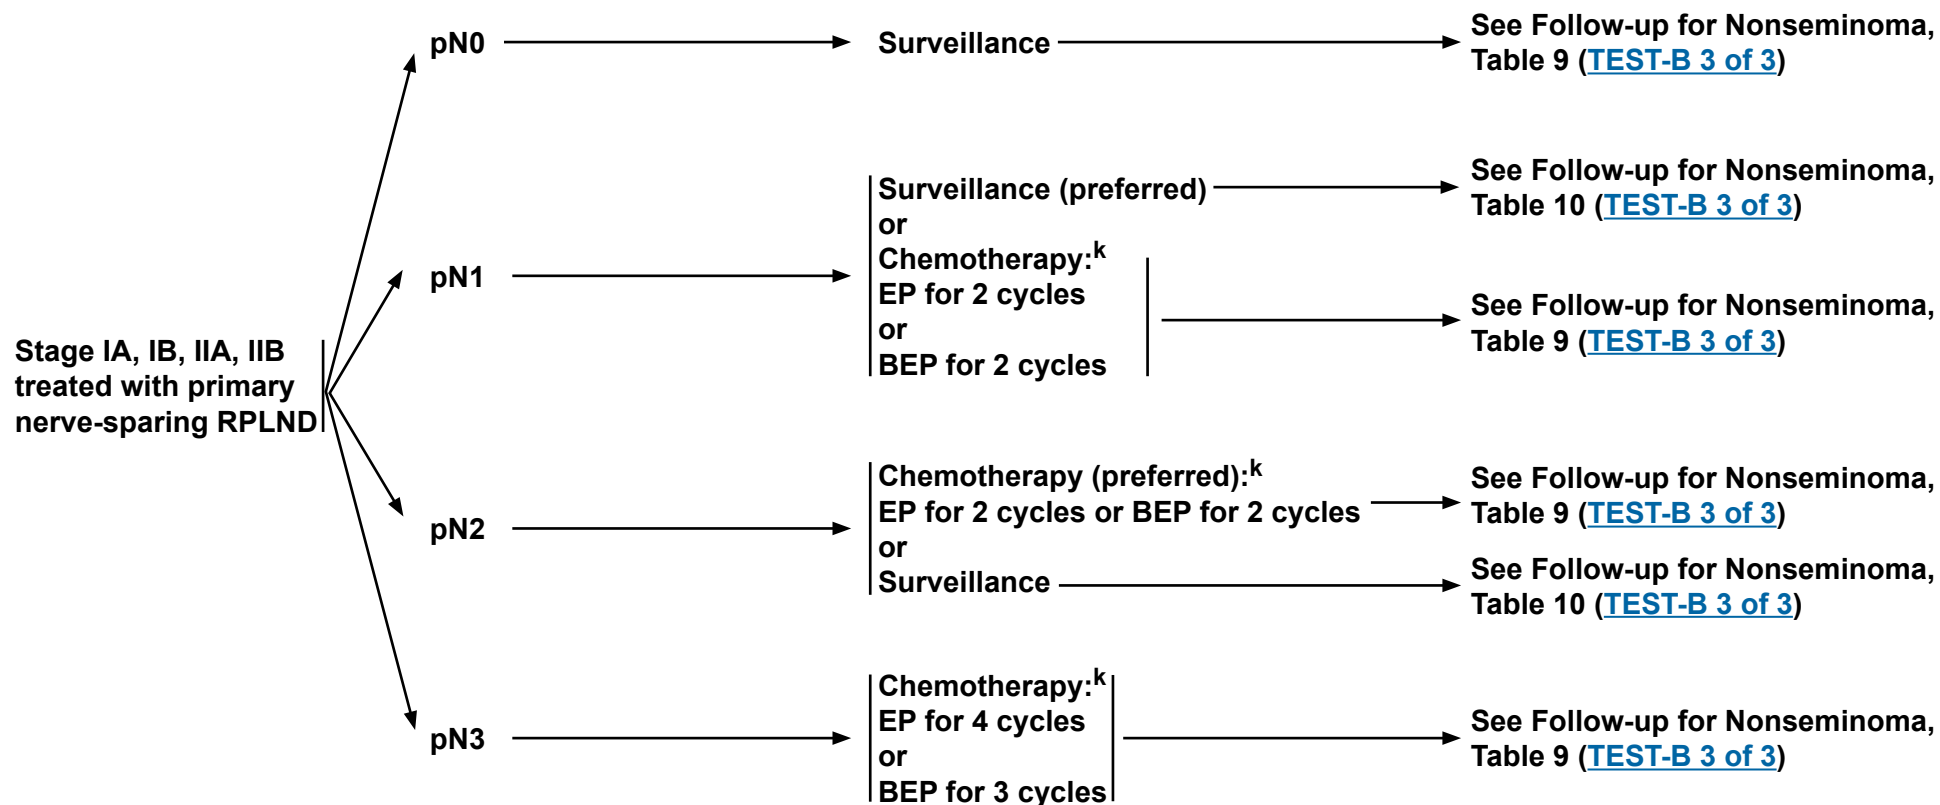 Stage IA, IB, IIA, IIB
treated with primary
nerve-sparing RPLND
pN0
Surveillance
See Follow-up for Nonseminoma,
Table 9 (TEST-B 3 of 3)
pN1
Surveillance (preferred)
or
Chemotherapy:k
EP for 2 cycles
or
BEP for 2 cycles
See Follow-up for Nonseminoma,
Table 10 (TEST-B 3 of 3)
See Follow-up for Nonseminoma,
Table 9 (TEST-B 3 of 3)
pN2
Chemotherapy (preferred):k
EP for 2 cycles or BEP for 2 cycles
or
Surveillance
See Follow-up for Nonseminoma,
Table 9 (TEST-B 3 of 3)
See Follow-up for Nonseminoma,
Table 10 (TEST-B 3 of 3)
pN3
Chemotherapy:k
EP for 4 cycles
or
BEP for 3 cycles
See Follow-up for Nonseminoma,
Table 9 (TEST-B 3 of 3)